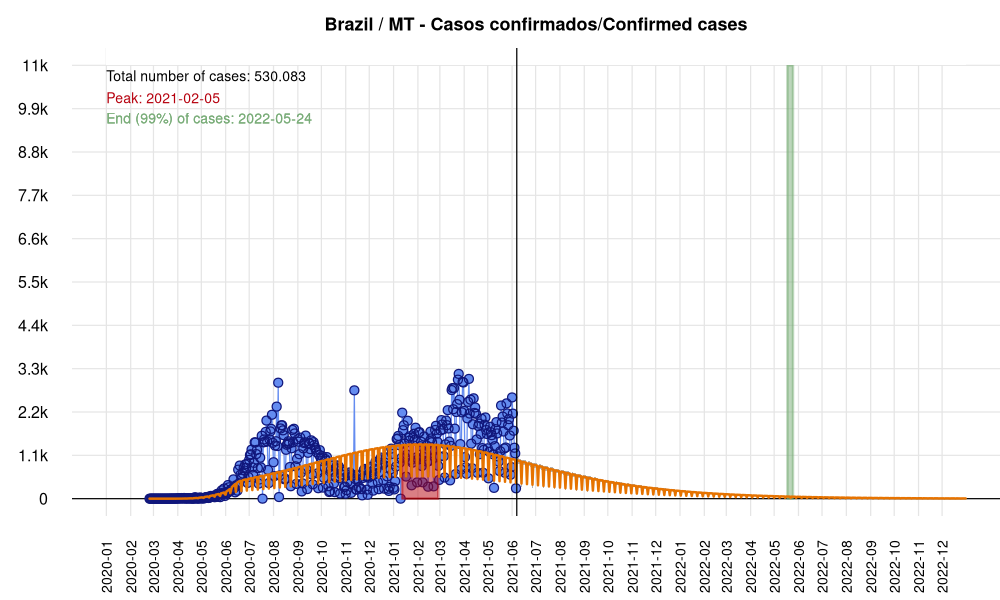 Brazil / MT - Casos confirmados/Confirmed cases
11k
Total number of cases: 530.083
Peak: 2021-02-05
9.9k
End (99%) of cases: 2022-05-24
8.8k
7.7k
6.6k
5.5k
4.4k
3.3k
2.2k
1.1k
0
2020-01
2020-02
2020-03
2020-04
2020-05
2020-06
2020-07
2020-08
2020-09
2020-10
2020-11
2020-12
2021-01
2021-02
2021-03
2021-04
2021-05
2021-06
2021-07
2021-08
2021-09
2021-10
2021-11
2021-12
2022-01
2022-02
2022-03
2022-04
2022-05
2022-06
2022-07
2022-08
2022-09
2022-10
2022-11
2022-12